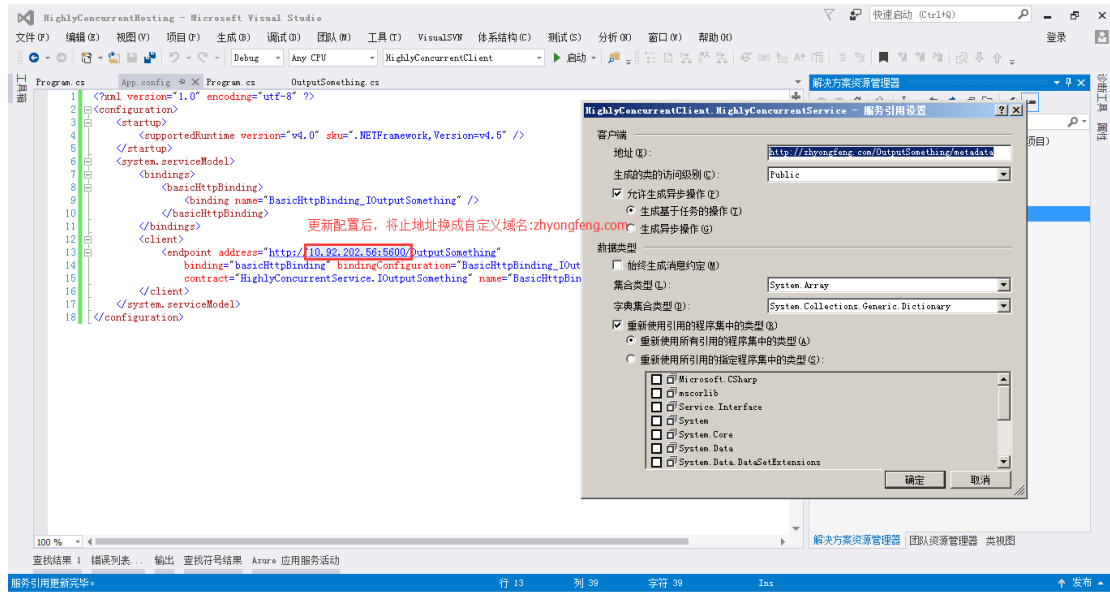 HighlyConcurrentHosting - Microsoft Visual Studio
快速启动 (Ctrl+Q)
文件(F) 编辑(E) 视图(V) 项目(P) 生成(B) 调试(D) 团队(M) 工具(T) VisualSVN 体系结构(C) 测试(S) 分析(N) 窗口(W) 帮助(H)
登录
Debug
Any CPU
HighlyConcurrentClient
启动
Program.cs
App.config
Program.cs
OutputSomething.cs
工具箱
1 <?xml version="1.0" encoding="utf-8" ?>
2 <configuration>
3 <startup>
4 <supportedRuntime version="v4.0" sku=".NETFramework,Version=v4.5" />
5 </startup>
6 <system.serviceModel>
7 <bindings>
8 <basicHttpBinding>
9 <binding name="BasicHttpBinding_IOutputSomething" />
10 </basicHttpBinding>
11 </bindings>
更新配置后，将止地址换成自定义域名:zhyongfeng.com
12 <client>
13 <endpoint address="http://10.92.202.56:5600/OutputSomething"
14 binding="basicHttpBinding" bindingConfiguration="BasicHttpBinding_IOut
15 contract="HighlyConcurrentService.IOutputSomething" name="BasicHttpBin
16 </client>
17 </system.serviceModel>
18 </configuration>
100 %
解决方案资源管理器
项目)
诊断工具
属性
HighlyConcurrentClient.HighlyConcurrentService - 服务引用设置
客户端
地址(E):
http://zhyongfeng.com/OutputSomething/metadata
生成的类的访问级别(C):
Public
允许生成异步操作(P)
生成基于任务的操作(T)
生成异步操作(G)
数据类型
始终生成消息约定(M)
集合类型(L):
System.Array
字典集合类型(D):
System.Collections.Generic.Dictionary
重新使用引用的程序集中的类型(R)
重新使用所有引用的程序集中的类型(A)
重新使用所引用的指定程序集中的类型(S):
Microsoft.CSharp
mscorlib
Service.Interface
System
System.Core
System.Data
System.Data.DataSetExtensions
确定
取消
解决方案资源管理器 团队资源管理器 类视图
查找结果 1 错误列表... 输出 查找符号结果 Azure 应用服务活动
服务引用更新完毕。
行 13
列 39
字符 39
Ins
发布